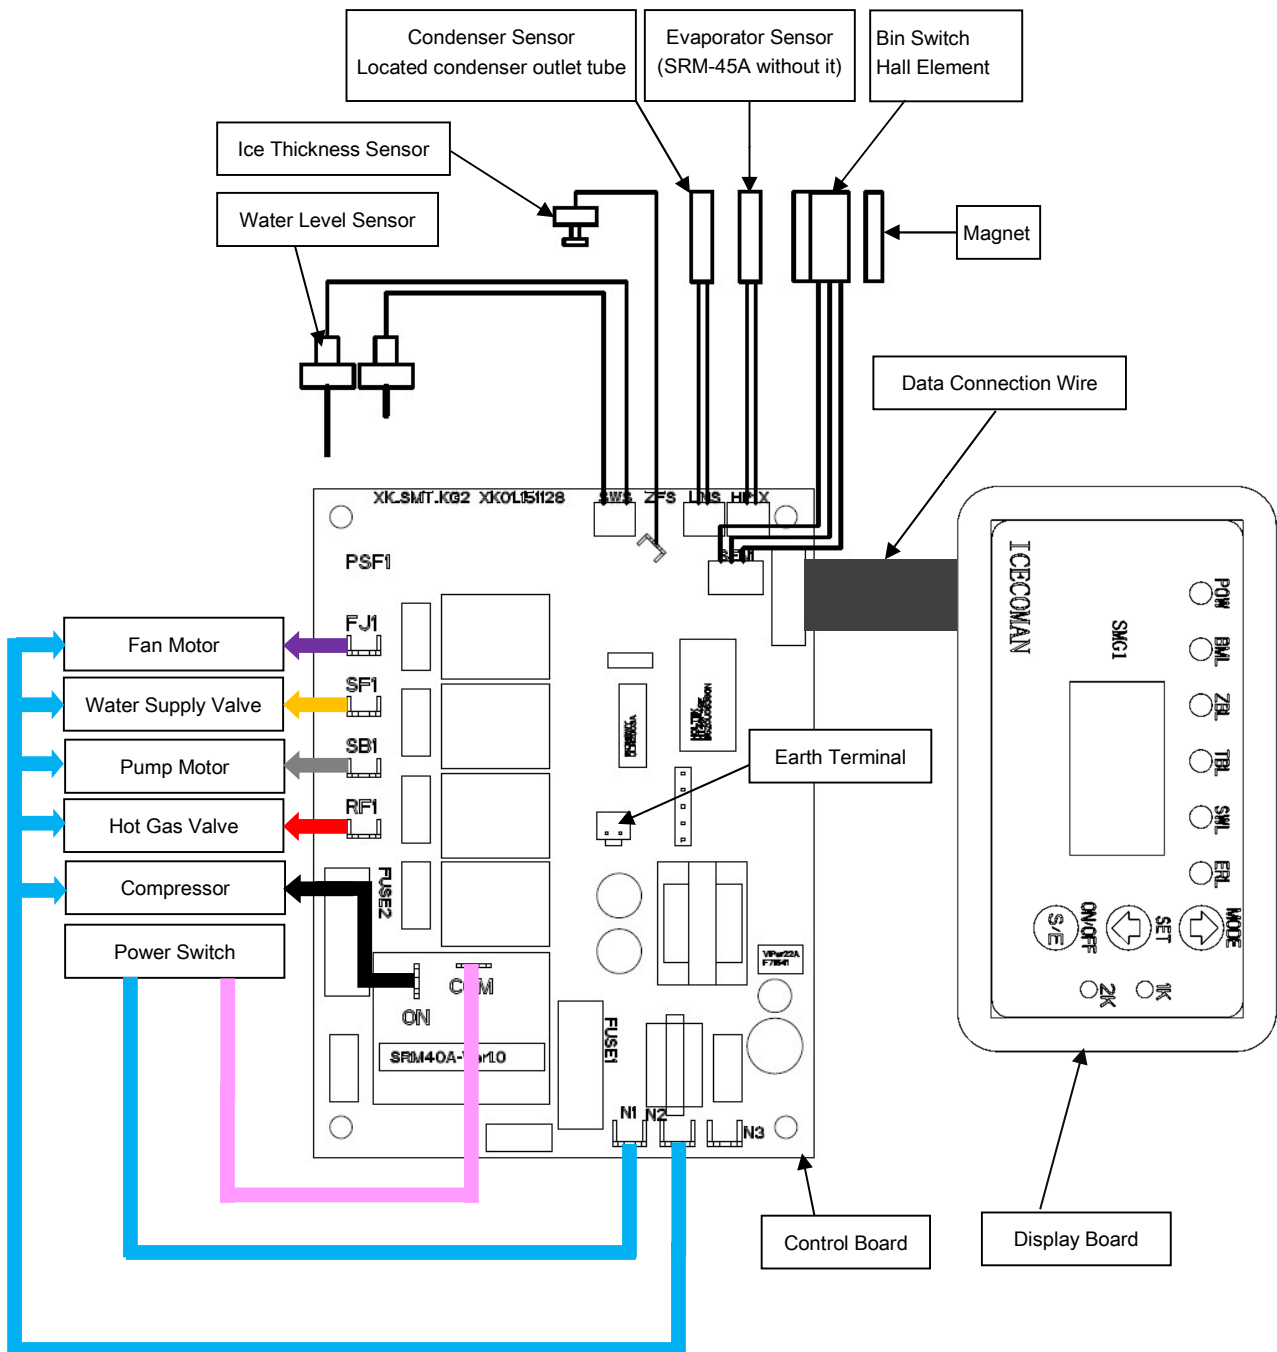 Condenser Sensor
Located condenser outlet tube
Evaporator Sensor
(SRM-45A without it)
Bin Switch
Hall Element
Ice Thickness Sensor
Water Level Sensor
Magnet
Data Connection Wire
XK.SMT.KG2 XK01.151128
SWS
ZFS
PSF1
FJ1
SF1
SB1
RF1
FUSE2
Fan Motor
Water Supply Valve
Pump Motor
Hot Gas Valve
Compressor
Power Switch
Earth Terminal
COM
ON
FUSE1
N1
N2
N3
ViPer22A
ICECOMAN
SMG1
POW
BML
ZBL
TBL
SWL
ERL
MODE
SET
ON/OFF
S/E
1K
2K
Control Board
Display Board